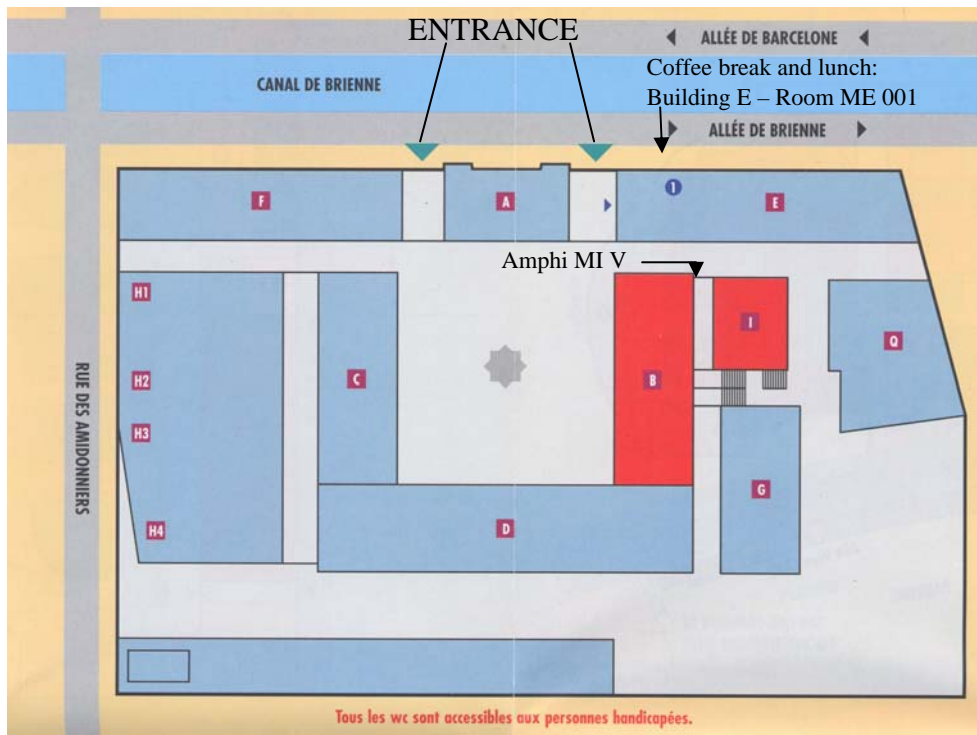 ENTRANCE
ALLÉE DE BARCELONE
CANAL DE BRIENNE
Coffee break and lunch:
Building E – Room ME 001
ALLÉE DE BRIENNE
F
A
1
E
Amphi MI V
H1
I
Q
H2
C
B
RUE DES AMIDONNIERS
H3
G
H4
D
Tous les wc sont accessibles aux personnes handicapées.